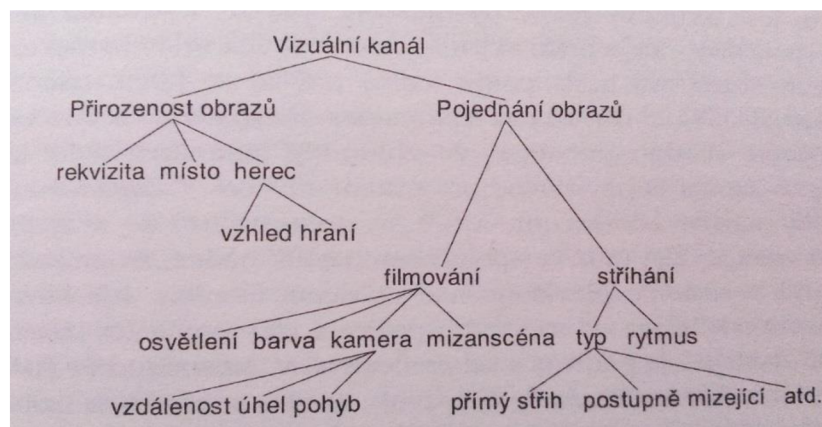 Vizuální kanál
Přirozenost obrazů Pojednání obrazů
rekvizita místo herec
vzhled hraní
filmování stříhání
osvětlení barva kamera mizanscéna typ rytmus
vzdálenost úhel pohyb přímý střih postupně mizející atd.